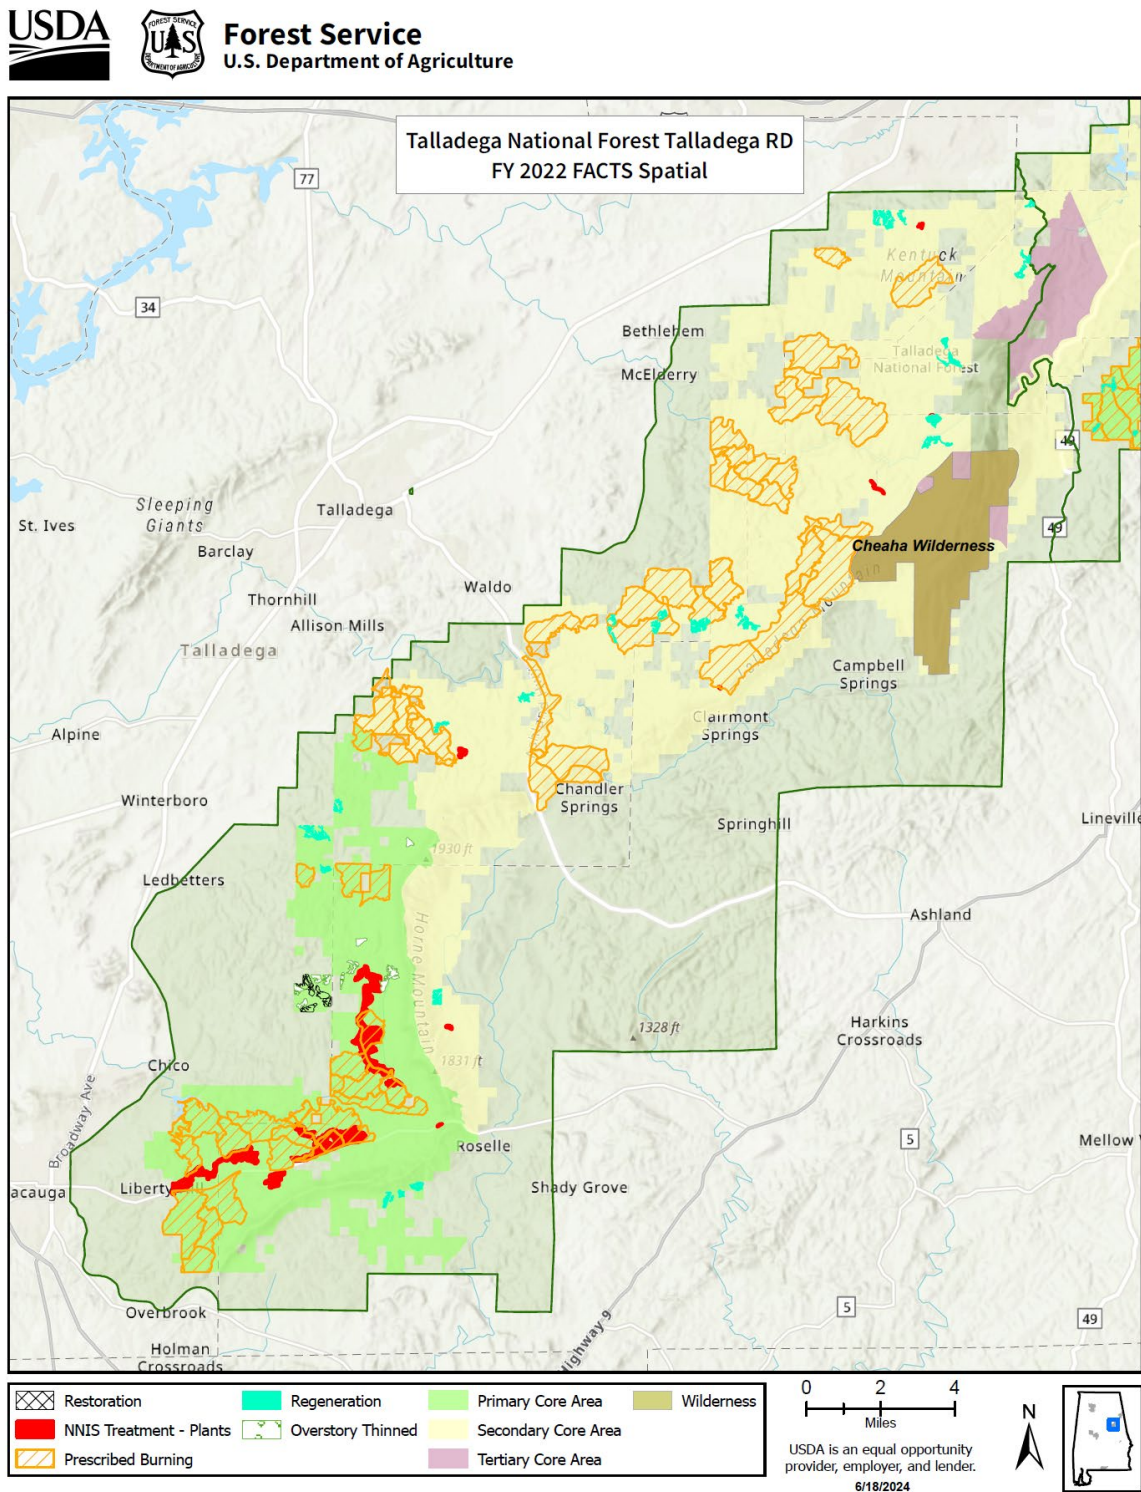 USDA
FOREST SERVICE
U S
DEPARTMENT OF AGRICULTURE
Forest Service
U.S. Department of Agriculture
Talladega National Forest Talladega RD
FY 2022 FACTS Spatial
77
Kentuck
Mountain
34
Bethlehem
McElderry
Talladega
National Forest
49
Sleeping
Giants
Talladega
St. Ives
49
Barclay
Cheaha Wilderness
Waldo
Thornhill
Allison Mills
Talladega
Campbell
Springs
Clairmont
Springs
Alpine
Chandler
Springs
Winterboro
Springhill
Lineville
1930 ft
Ledbetters
Ashland
Horne Mountain
1328 ft
Harkins
Crossroads
Chico
1831 ft
Broadway Ave
5
Roselle
Mellow
acauga
Liberty
Shady Grove
Overbrook
5
49
Holman
Crossroads
Highway 9
Restoration
NNIS Treatment - Plants
Prescribed Burning
Regeneration
Overstory Thinned
Primary Core Area
Secondary Core Area
Tertiary Core Area
Wilderness
0 2 4
Miles
USDA is an equal opportunity
provider, employer, and lender.
6/18/2024
N